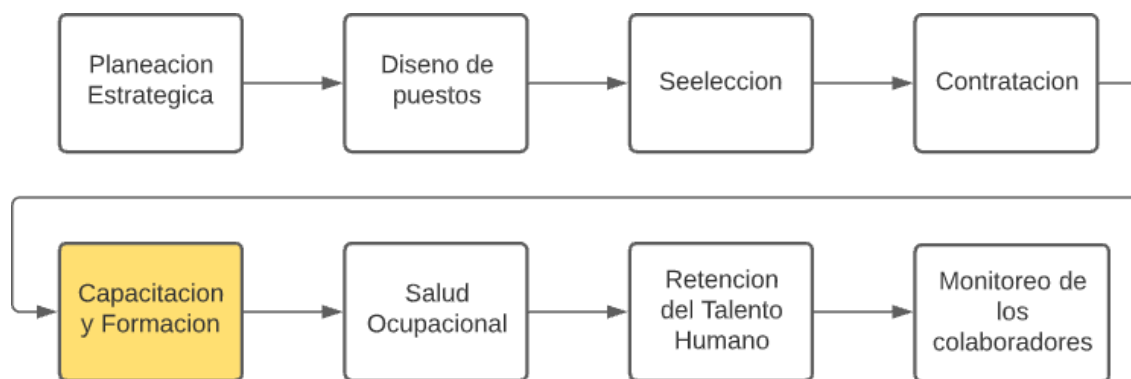 Planeacion
Estrategica
Diseno de
puestos
Seeleccion
Contratacion
Capacitacion
y Formacion
Salud
Ocupacional
Retencion
del Talento
Humano
Monitoreo de
los
colaboradores